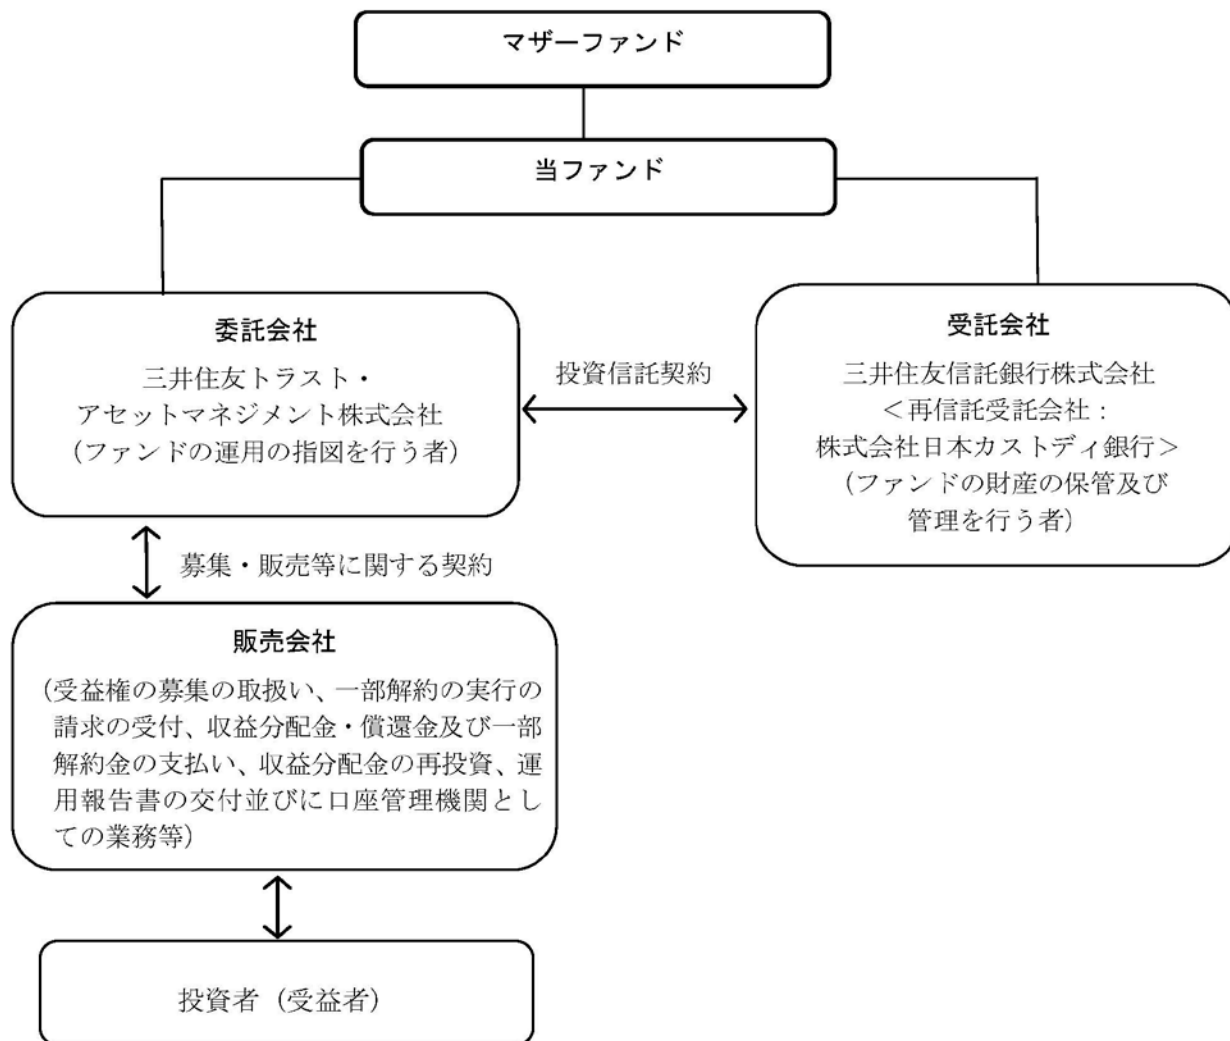 マザーファンド
当ファンド
委託会社
三井住友トラスト・
アセットマネジメント株式会社
（ファンドの運用の指図を行う者）
投資信託契約
受託会社
三井住友信託銀行株式会社
＜再信託受託会社：
株式会社日本カストディ銀行＞
（ファンドの財産の保管及び
管理を行う者）
募集・販売等に関する契約
販売会社
（受益権の募集の取扱い、一部解約の実行の
請求の受付、収益分配金・償還金及び一部
解約金の支払い、収益分配金の再投資、運
用報告書の交付並びに口座管理機関とし
ての業務等）
投資者（受益者）